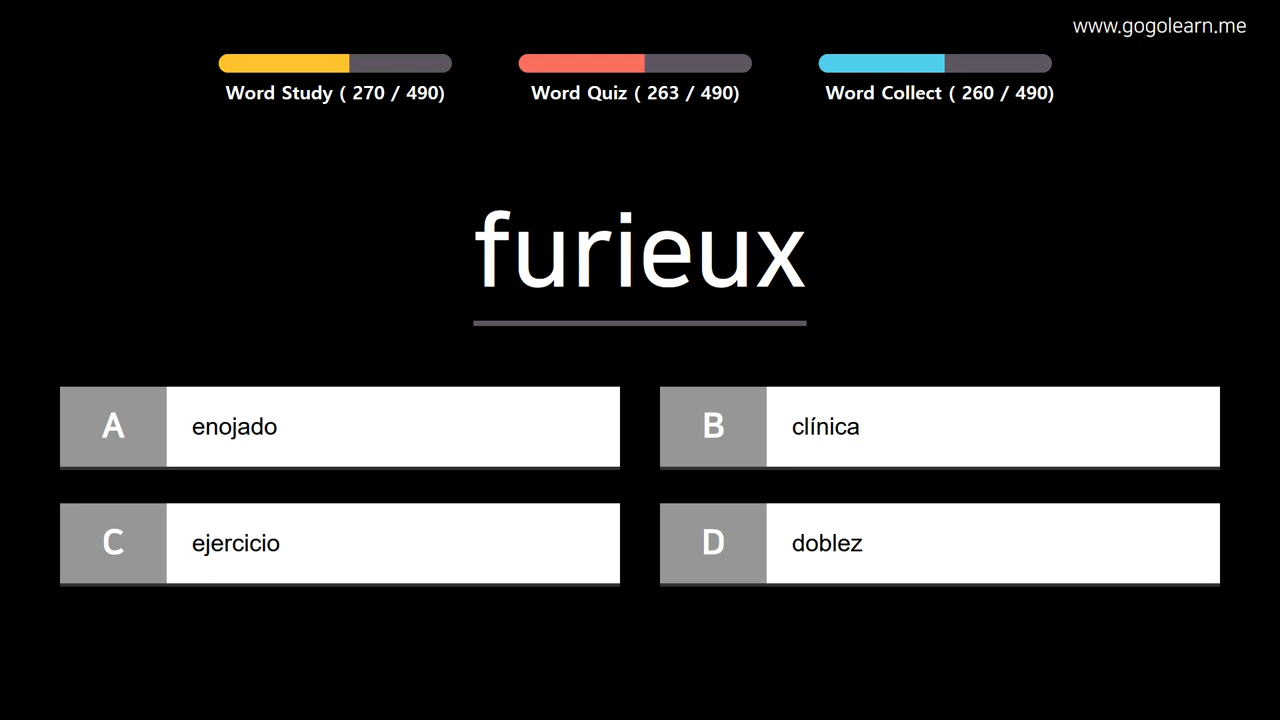 www.gogolearn.me
Word Study ( 270 / 490)
Word Quiz ( 263 / 490)
Word Collect ( 260 / 490)
furieux
A enojado
B clínica
C ejercicio
D doblez